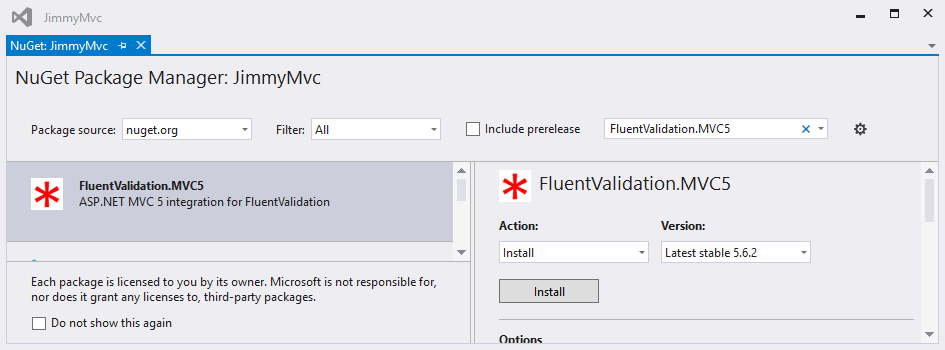 JimmyMvc
NuGet: JimmyMvc
NuGet Package Manager: JimmyMvc
Package source: nuget.org Filter: All Include prerelease FluentValidation.MVC5
FluentValidation.MVC5
ASP.NET MVC 5 integration for FluentValidation
Each package is licensed to you by its owner. Microsoft is not responsible for,
nor does it grant any licenses to, third-party packages.
Do not show this again
FluentValidation.MVC5
Action: Version:
Install Latest stable 5.6.2
Install
Options